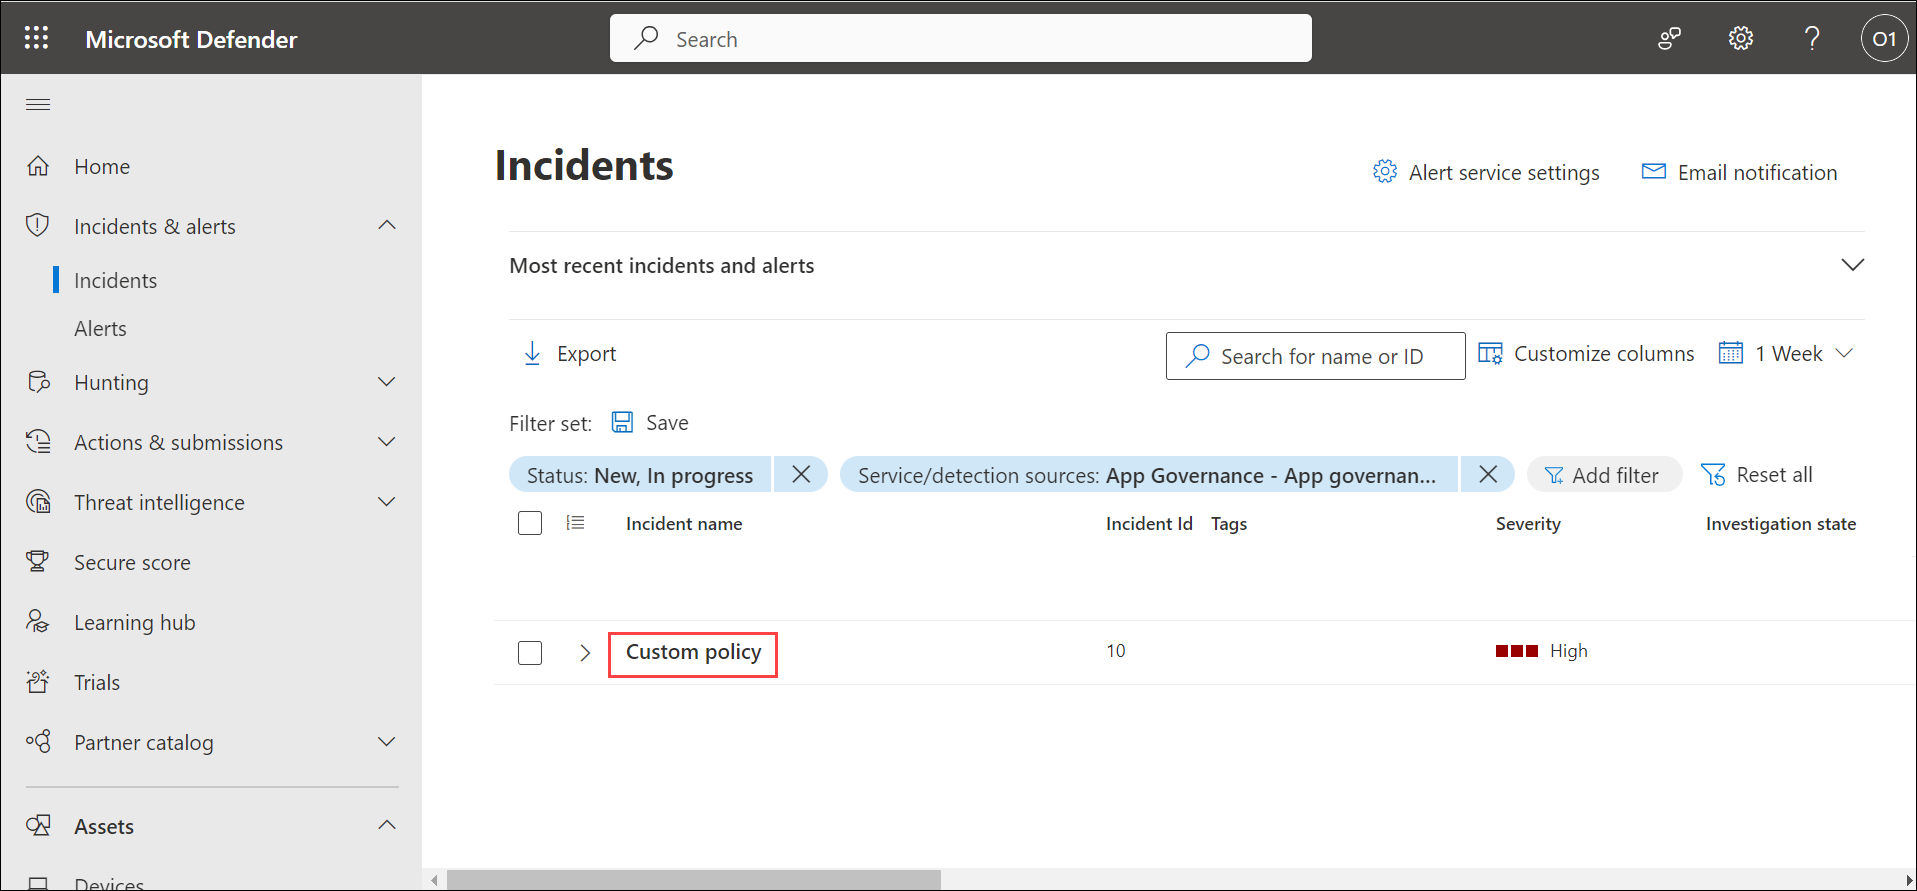 Microsoft Defender
Search
O1
Home
Incidents & alerts
Incidents
Alerts
Hunting
Actions & submissions
Threat intelligence
Secure score
Learning hub
Trials
Partner catalog
Assets
Devices
Incidents
Alert service settings
Email notification
Most recent incidents and alerts
Export
Search for name or ID
Customize columns
1 Week
Filter set:
Save
Status: New, In progress
Service/detection sources: App Governance - App governan...
Add filter
Reset all
Incident name
Incident Id
Tags
Severity
Investigation state
Custom policy
10
High